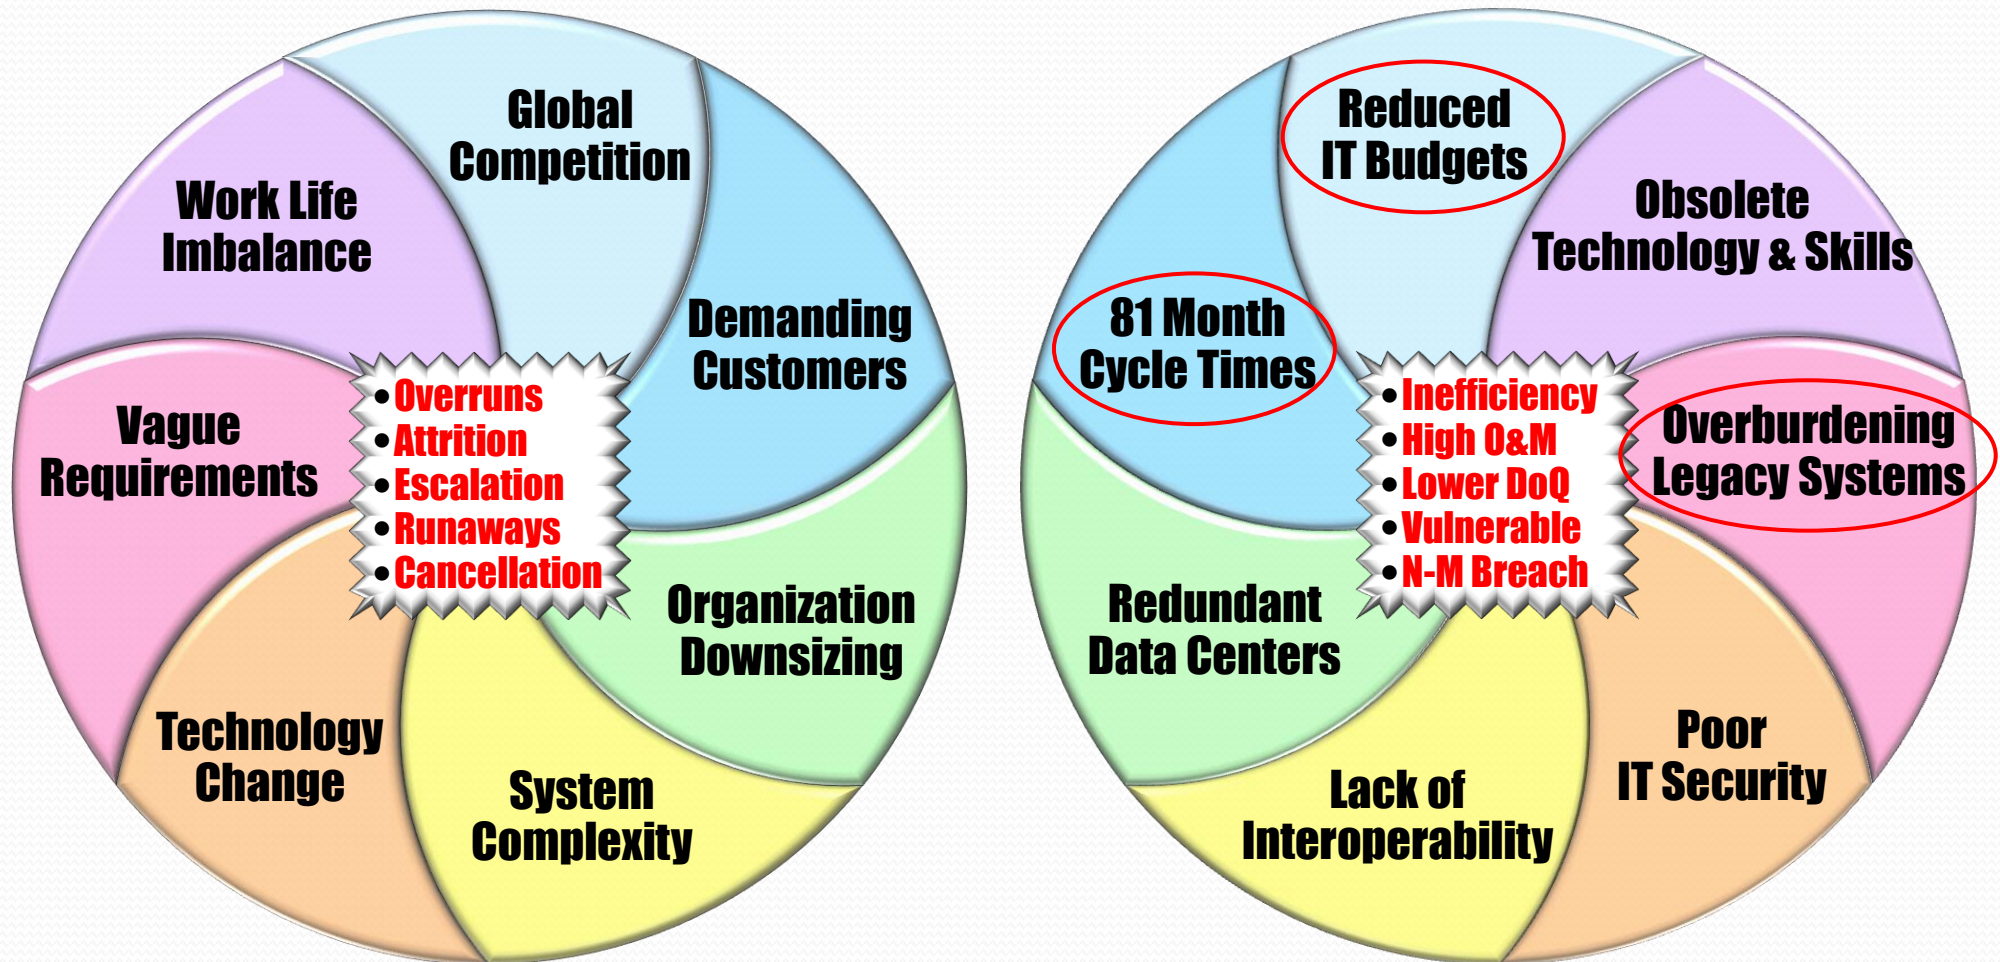 Global
Competition
Work Life
Imbalance
Demanding
Customers
Vague
Requirements
•Overruns
•Attrition
•Escalation
•Runaways
•Cancellation
Organization
Downsizing
Technology
Change
System
Complexity
Reduced
IT Budgets
Obsolete
Technology & Skills
81 Month
Cycle Times
•Inefficiency
•High O&M
•Lower DoQ
•Vulnerable
•N-M Breach
Overburdening
Legacy Systems
Redundant
Data Centers
Poor
IT Security
Lack of
Interoperability